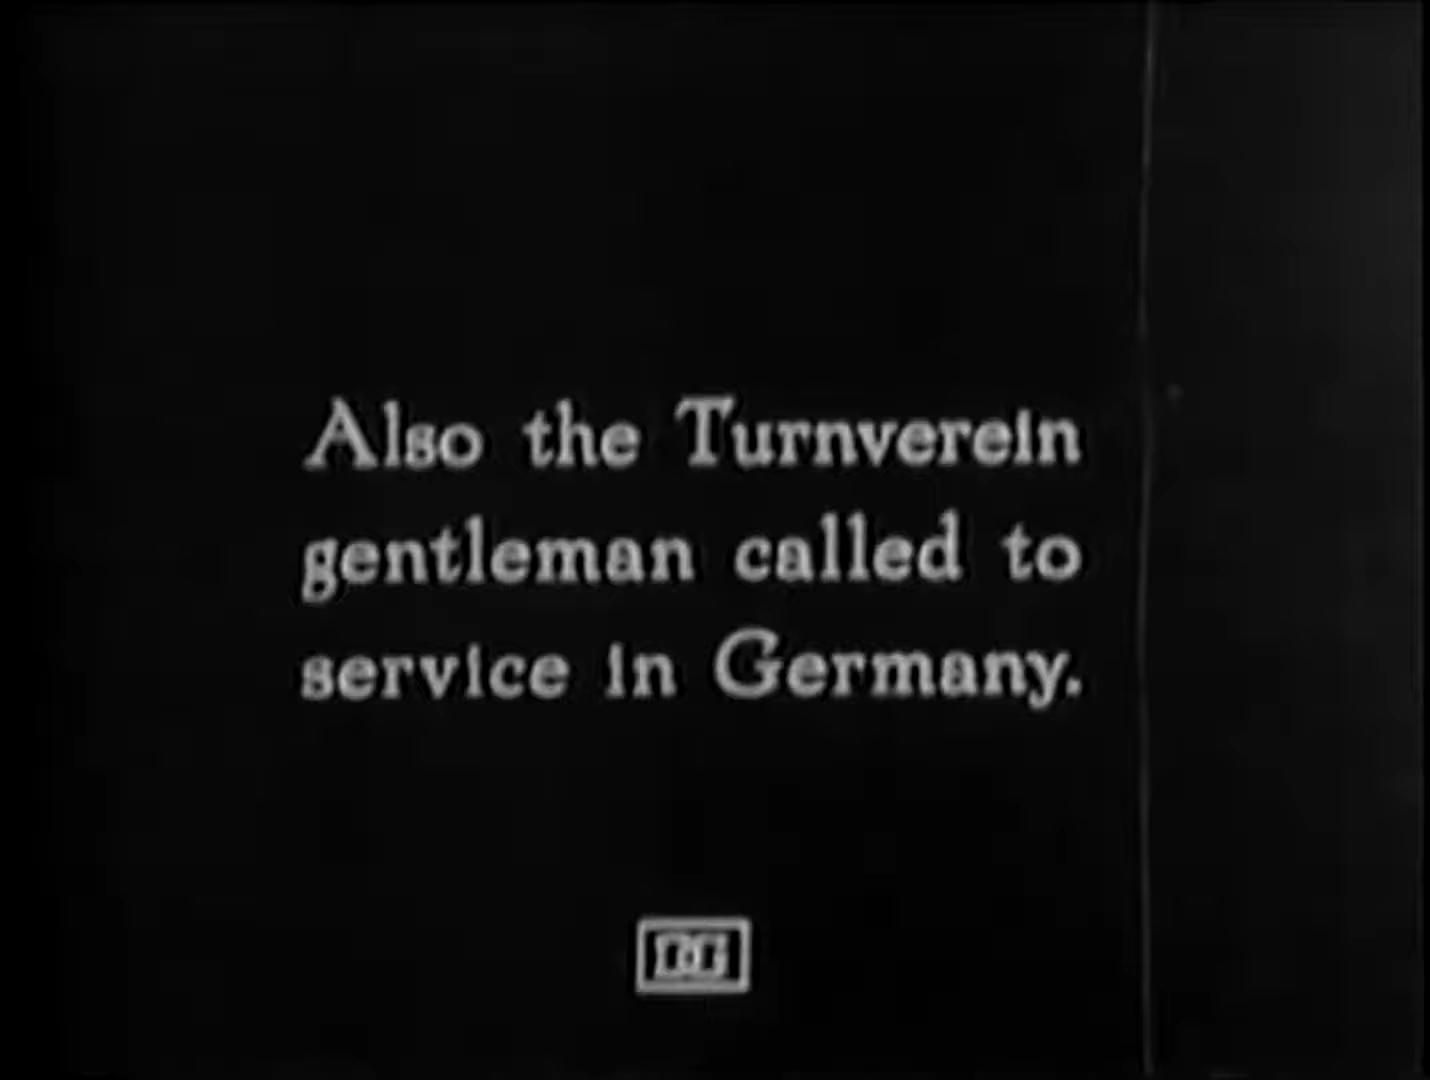 Also the Turnverein
gentleman called to
service in Germany.
DG